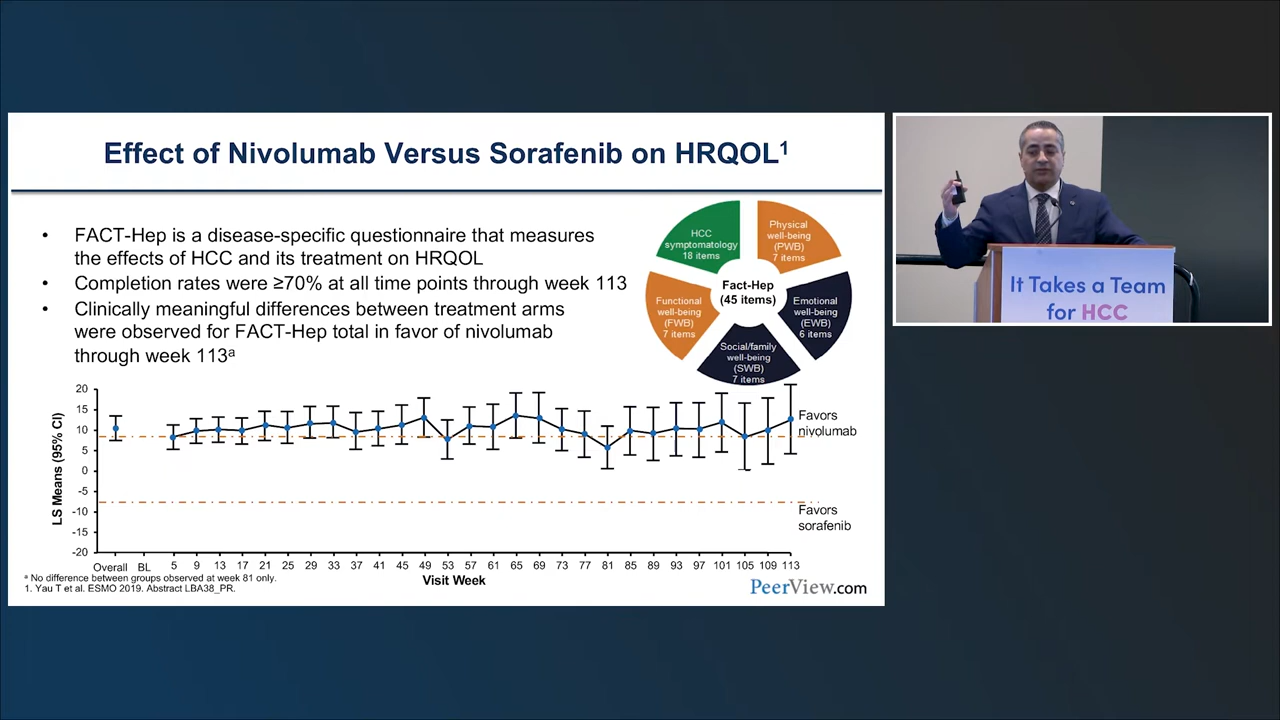 Effect of Nivolumab Versus Sorafenib on HRQOL¹
• FACT-Hep is a disease-specific questionnaire that measures
the effects of HCC and its treatment on HRQOL
• Completion rates were ≥70% at all time points through week 113
• Clinically meaningful differences between treatment arms
were observed for FACT-Hep total in favor of nivolumab
through week 113ᵃ
HCC
symptomatology
18 items
Physical
well-being
(PWB)
7 items
Fact-Hep
(45 items)
Functional
well-being
(FWB)
7 items
Emotional
well-being
(EWB)
6 items
Social/family
well-being
(SWB)
7 items
LS Means (95% CI)
20
15
10
5
0
-5
-10
-15
-20
Favors
nivolumab
Favors
sorafenib
Overall BL 5 9 13 17 21 25 29 33 37 41 45 49 53 57 61 65 69 73 77 81 85 89 93 97 101 105 109 113
Visit Week
ᵃ No difference between groups observed at week 81 only.
1. Yau T et al. ESMO 2019. Abstract LBA38_PR.
PeerView.com
It Takes a Team
for HCC